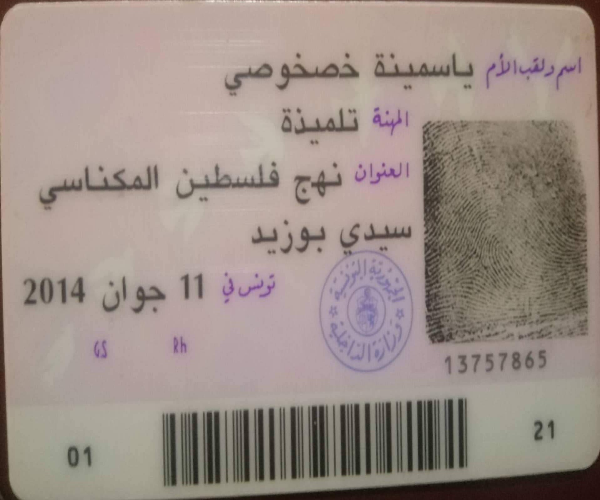 اسم ولقب الأم ياسمينة خصخوصي
المهنة تلميذة
العنوان نهج فلسطين المكناسي
سيدي بوزيد
تونس في 11 جوان 2014
الجمهورية التونسية
وزارة الداخلية
GS Rh
13757865
01 21